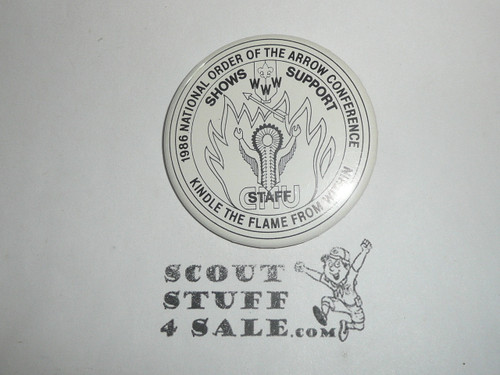 1986 NATIONAL ORDER OF THE ARROW CONFERENCE
SHOWS SUPPORT
WWW
STAFF
CMU
KINDLE THE FLAME FROM WITHIN
SCOUT
STUFF
4 SALE.COM